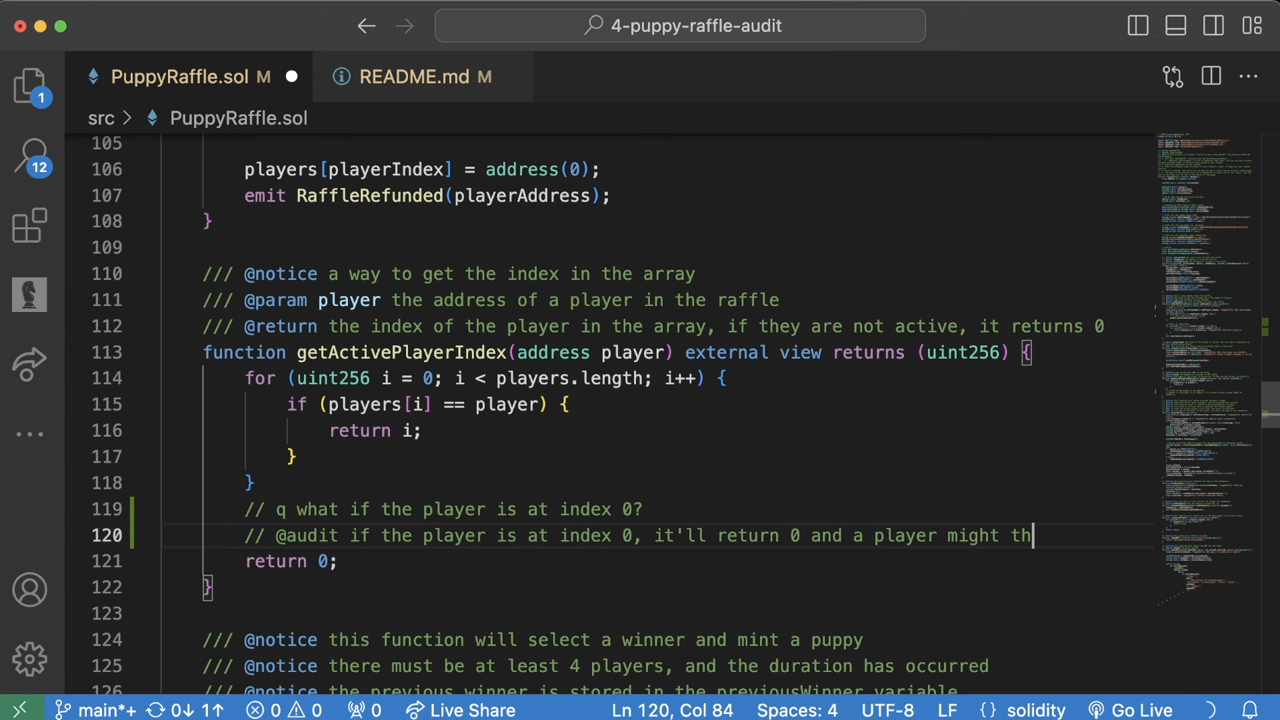 4-puppy-raffle-audit
PuppyRaffle.sol M
README.md M
src > PuppyRaffle.sol
1
12
105
106 players[playerIndex] = address(0);
107 emit RaffleRefunded(playerAddress);
108 }
109
110 /// @notice a way to get the index in the array
111 /// @param player the address of a player in the raffle
112 /// @return the index of the player in the array, if they are not active, it returns 0
113 function getActivePlayerIndex(address player) external view returns (uint256) {
114 for (uint256 i = 0; i < players.length; i++) {
115 if (players[i] == player) {
116 return i;
117 }
118 }
119 // q what if the player is at index 0?
120 // @audit if the player is at index 0, it'll return 0 and a player might th
121 return 0;
122 }
123
124 /// @notice this function will select a winner and mint a puppy
125 /// @notice there must be at least 4 players, and the duration has occurred
126 /// @notice the previous winner is stored in the previousWinner variable
main*+ 0↓ 1↑ 0 0 0 Live Share Ln 120, Col 84 Spaces: 4 UTF-8 LF {} solidity Go Live